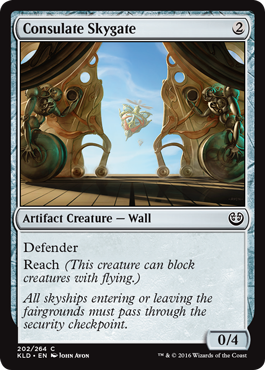 Consulate Skygate 2
Artifact Creature — Wall
Defender
Reach (This creature can block
creatures with flying.)
All skyships entering or leaving the
fairgrounds must pass through the
security checkpoint.
0/4
202/264 C
KLD • EN JOHN AVON
™ & © 2016 Wizards of the Coast